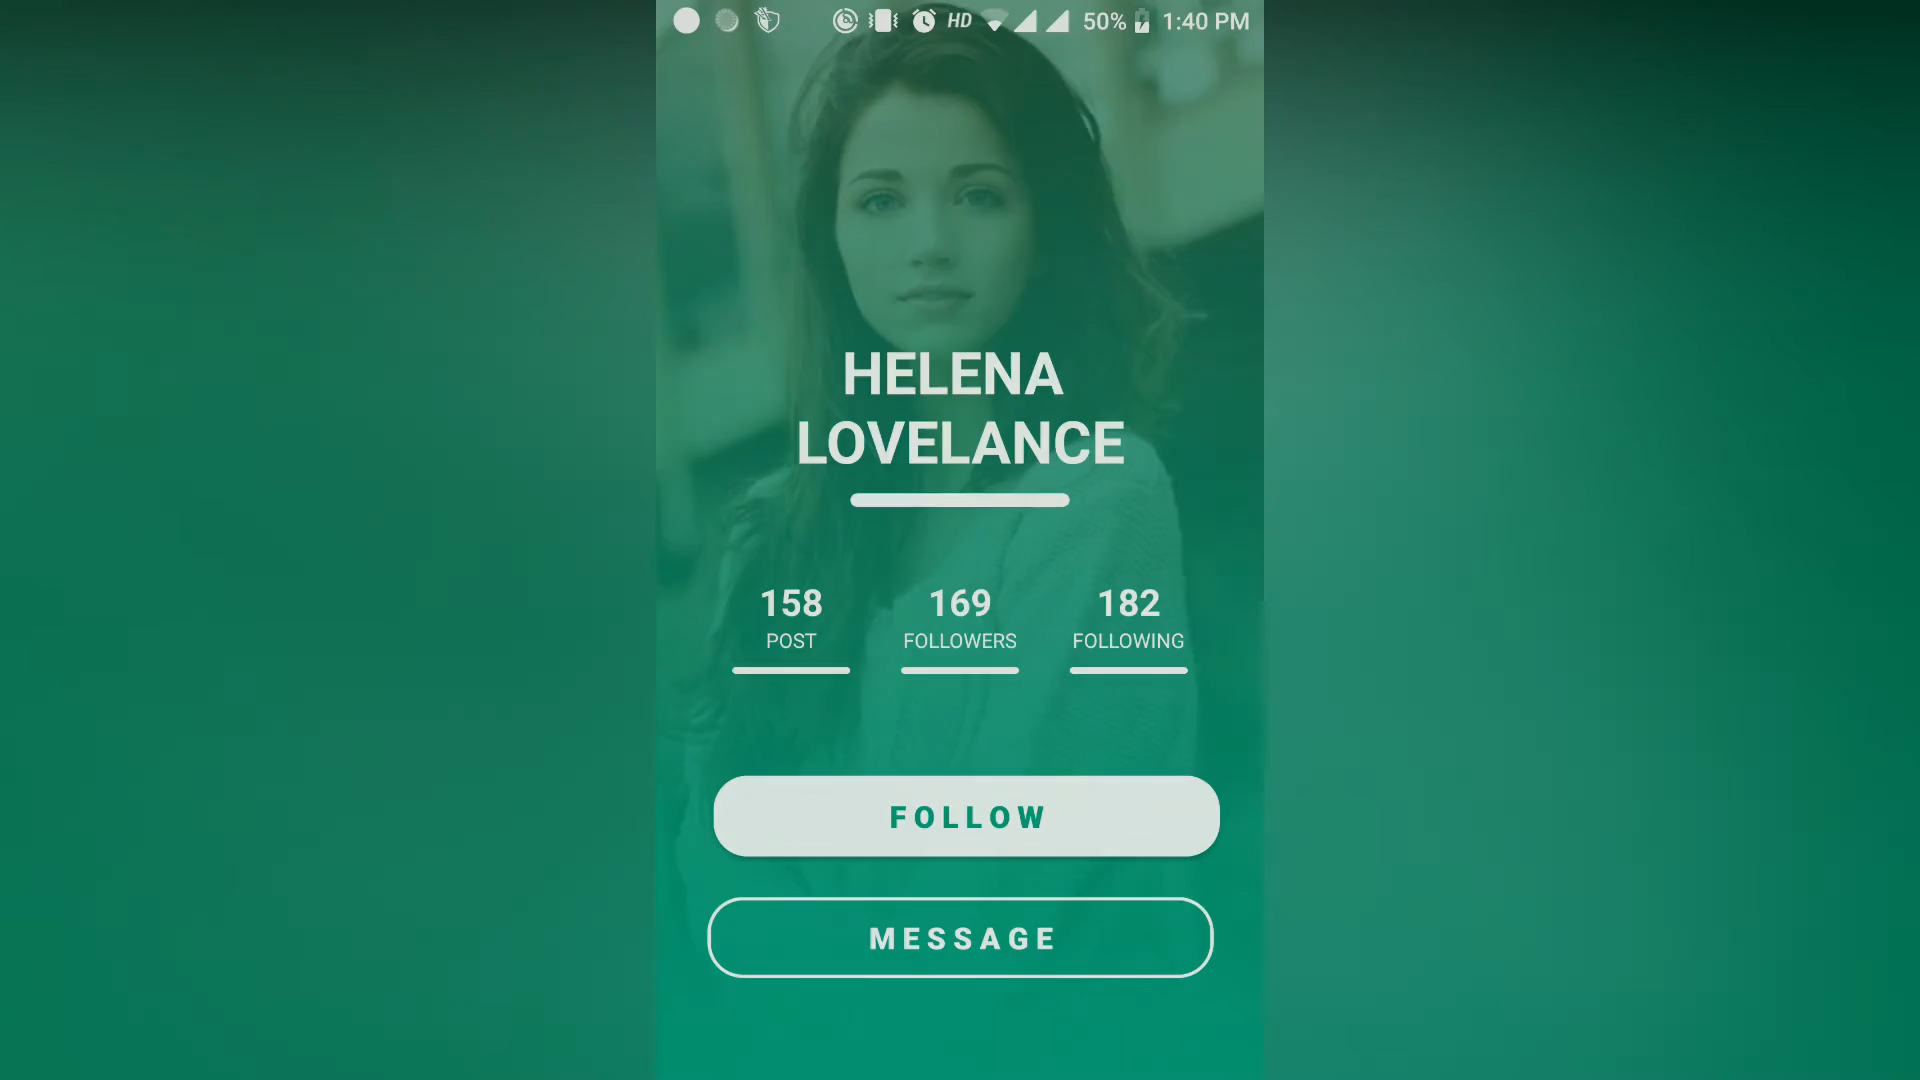 HD 50% 1:40 PM
HELENA
LOVELANCE
158 169 182
POST FOLLOWERS FOLLOWING
FOLLOW
MESSAGE